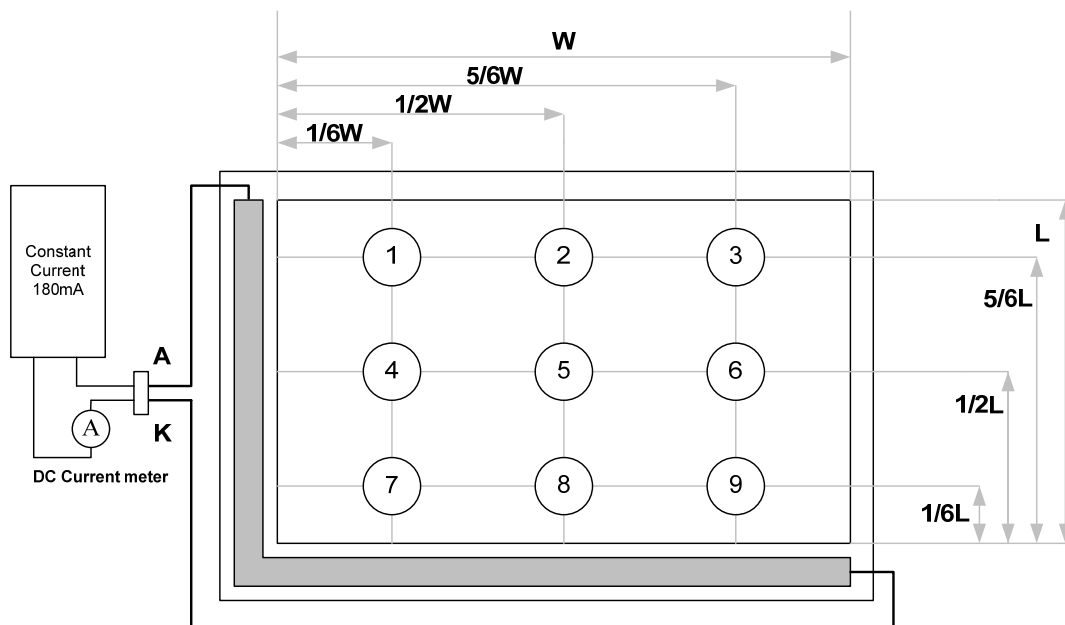 W
5/6W
1/2W
1/6W
Constant
Current
180mA
A
K
A
DC Current meter
1 2 3
4 5 6
7 8 9
L
5/6L
1/2L
1/6L